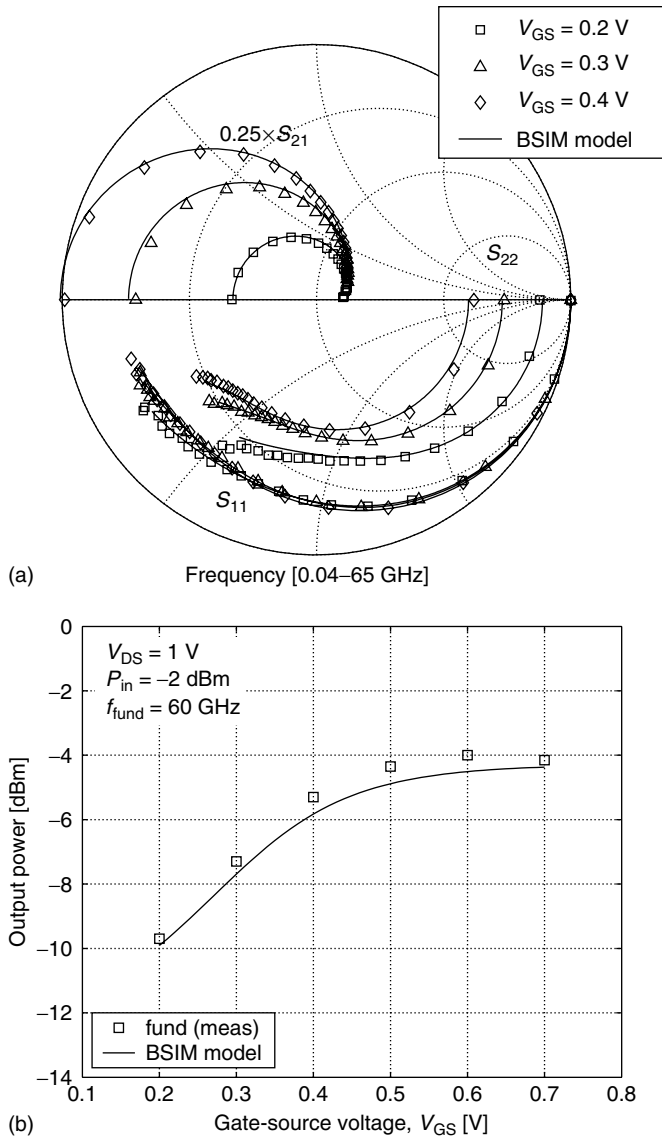 V_GS = 0.2 V
V_GS = 0.3 V
V_GS = 0.4 V
BSIM model
0.25×S_21
S_22
S_11
(a)
Frequency [0.04–65 GHz]
0
−2
−4
−6
−8
−10
−12
−14
Output power [dBm]
V_DS = 1 V
P_in = −2 dBm
f_fund = 60 GHz
fund (meas)
BSIM model
0.1 0.2 0.3 0.4 0.5 0.6 0.7 0.8
(b)
Gate-source voltage, V_GS [V]